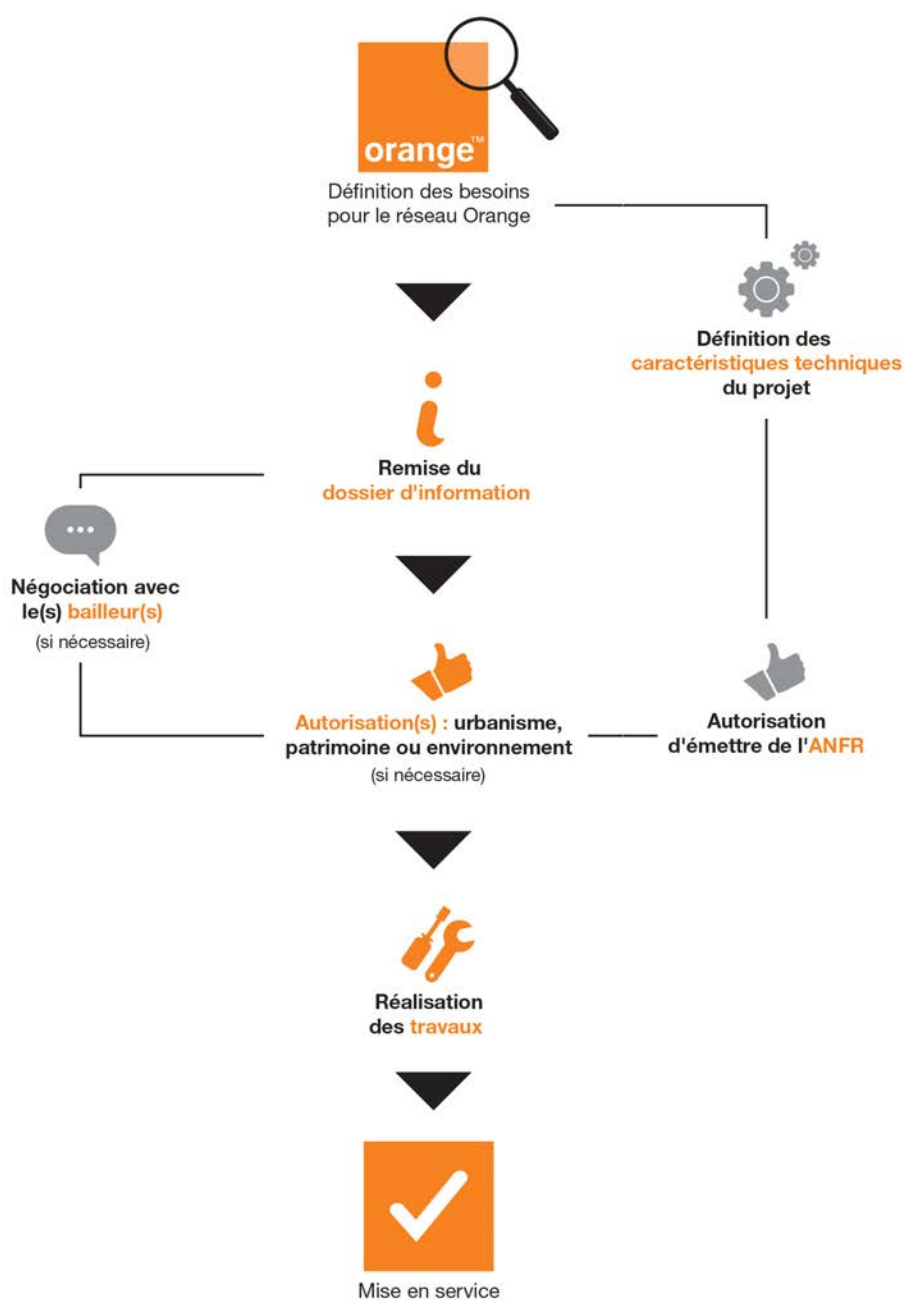 orange™
Définition des besoins
pour le réseau Orange
Définition des
caractéristiques techniques
du projet
Remise du
dossier d'information
Négociation avec
le(s) bailleur(s)
(si nécessaire)
Autorisation(s) : urbanisme,
patrimoine ou environnement
(si nécessaire)
Autorisation
d'émettre de l'ANFR
Réalisation
des travaux
Mise en service